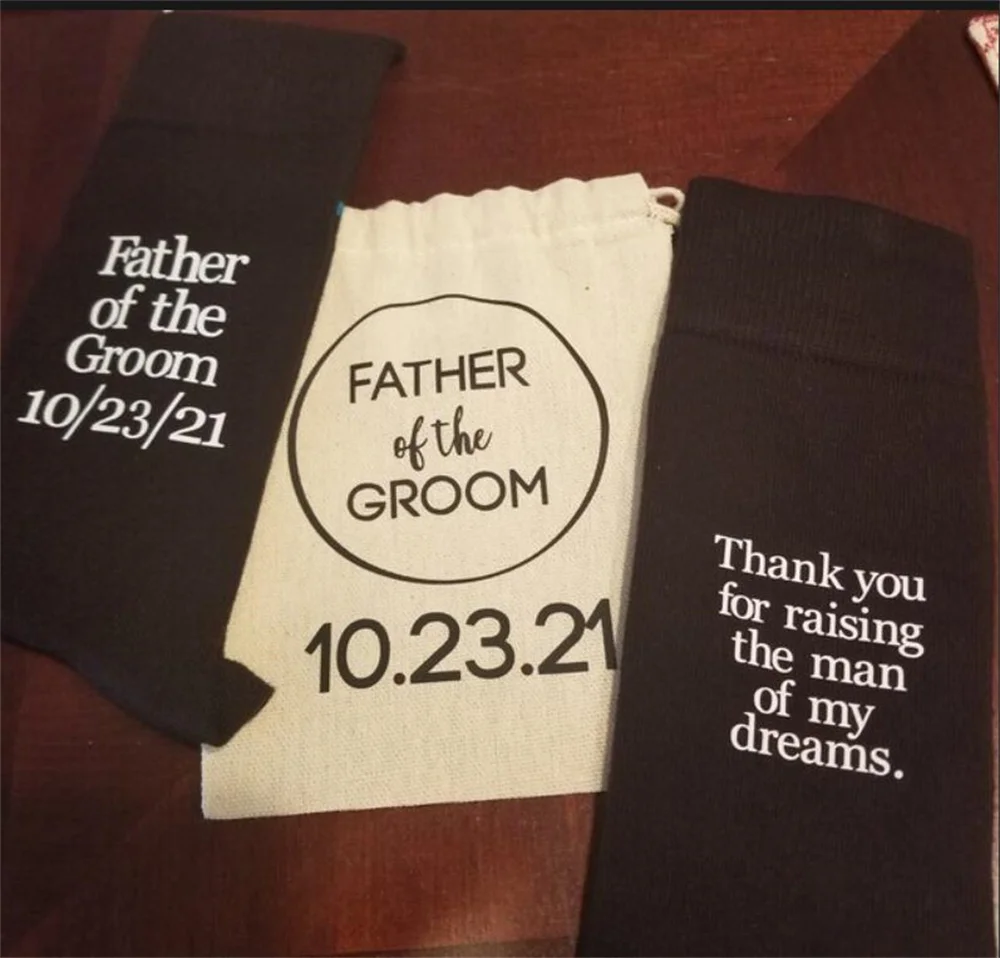 Father
of the
Groom
10/23/21
FATHER
of the
GROOM
10.23.21
Thank you
for raising
the man
of my
dreams.